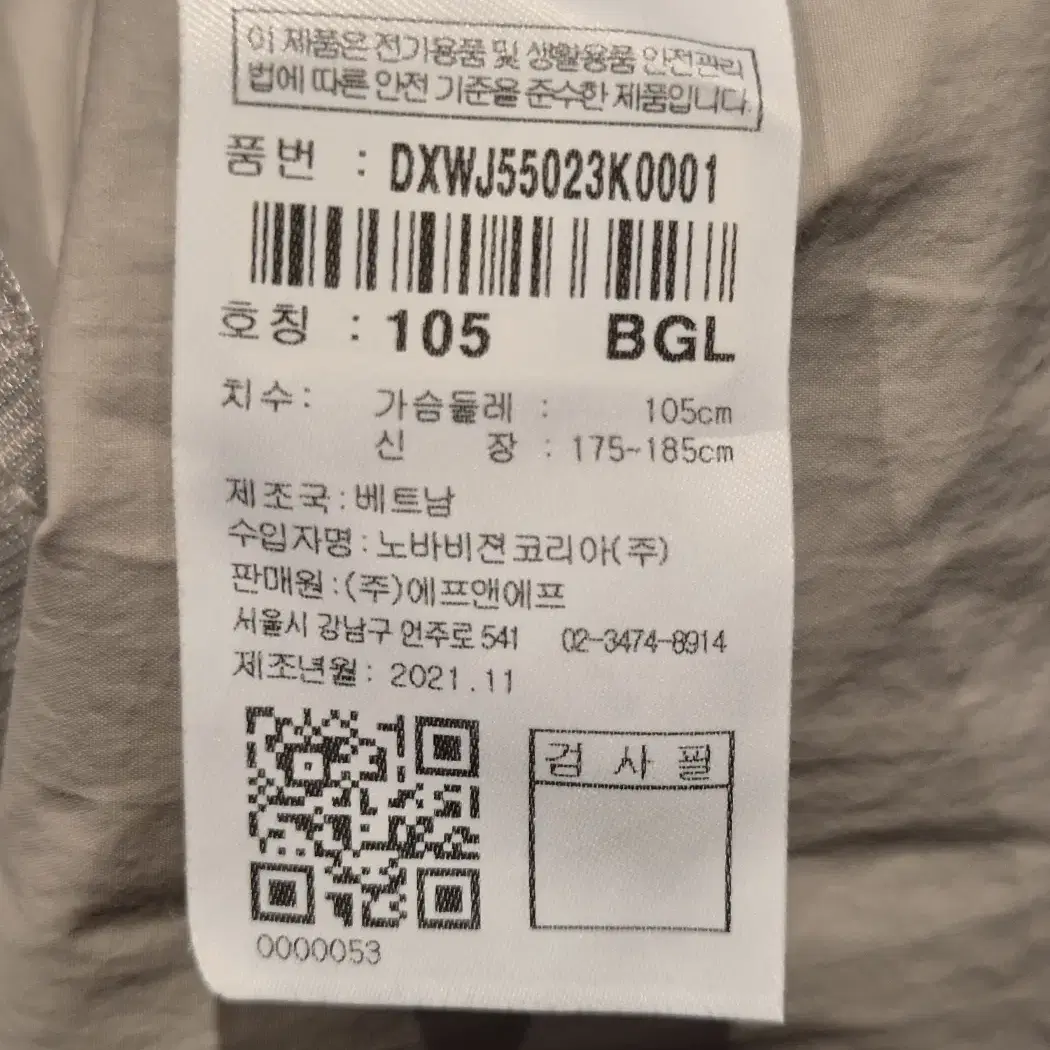 이 제품은 전기용품 및 생활용품 안전관리
법에 따른 안전 기준을 준수한 제품입니다.
품번 : DXWJ55023K0001
호칭 : 105 BGL
치수: 가슴둘레 : 105cm
신 장 : 175~185cm
제조국:베트남
수입자명:노바비젼코리아(주)
판매원:(주)에프앤에프
서울시 강남구 언주로 541 02-3474-8914
제조년월: 2021.11
검 사 필
0000053